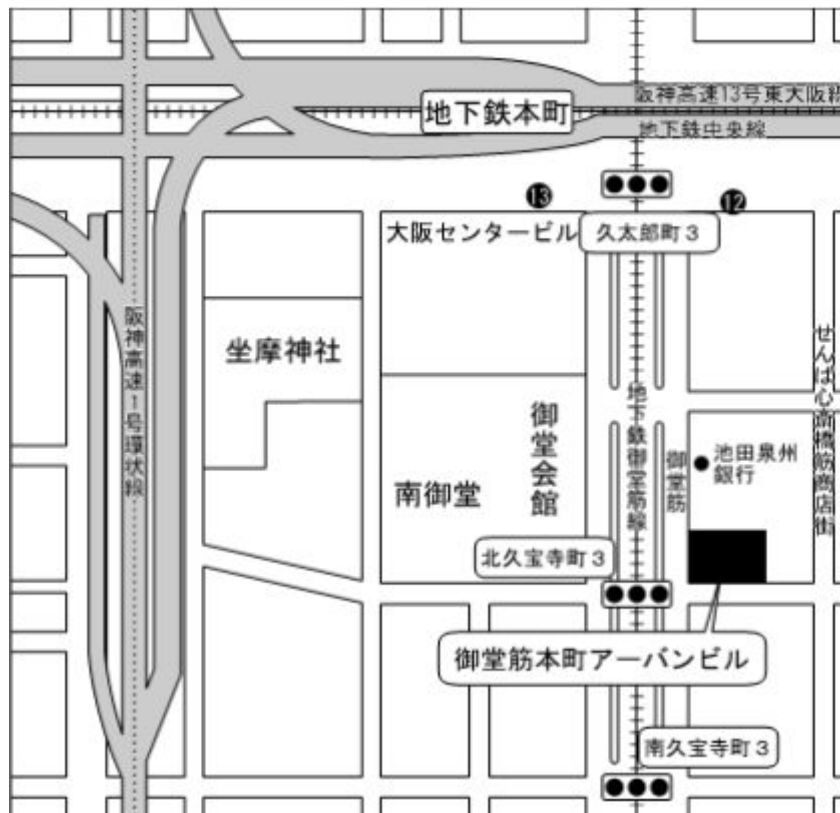 阪神高速13号東大阪線
地下鉄本町
地下鉄中央線
13
12
大阪センタービル
久太郎町3
阪神高速1号環状線
坐摩神社
せんば心斎橋筋商店街
地下鉄御堂筋線
御堂会館
御堂筋
池田泉州
銀行
南御堂
北久宝寺町3
御堂筋本町アーバンビル
南久宝寺町3